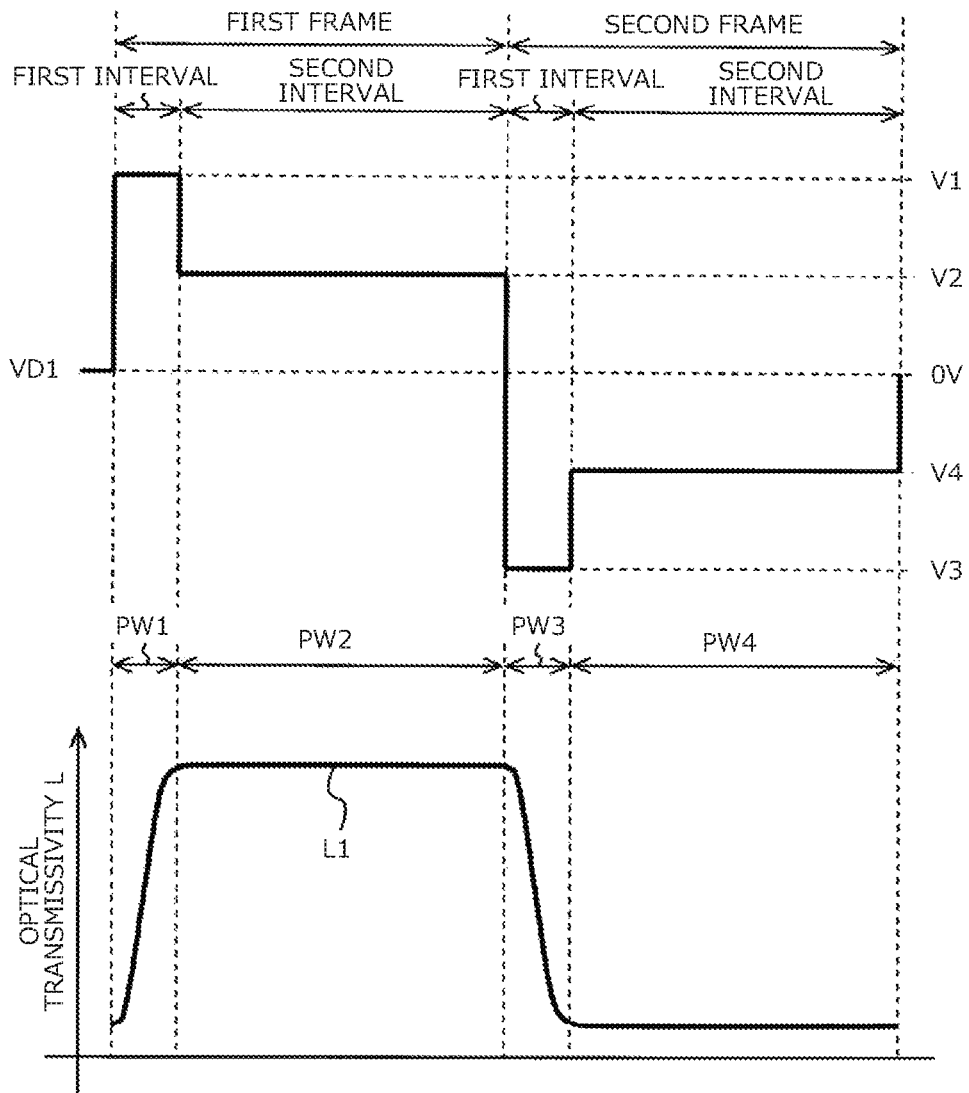 FIRST FRAME
SECOND FRAME
FIRST INTERVAL
SECOND
INTERVAL
FIRST INTERVAL
SECOND
INTERVAL
V1
V2
VD1
0V
V4
V3
PW1
PW2
PW3
PW4
OPTICAL
TRANSMISSIVITY L
L1